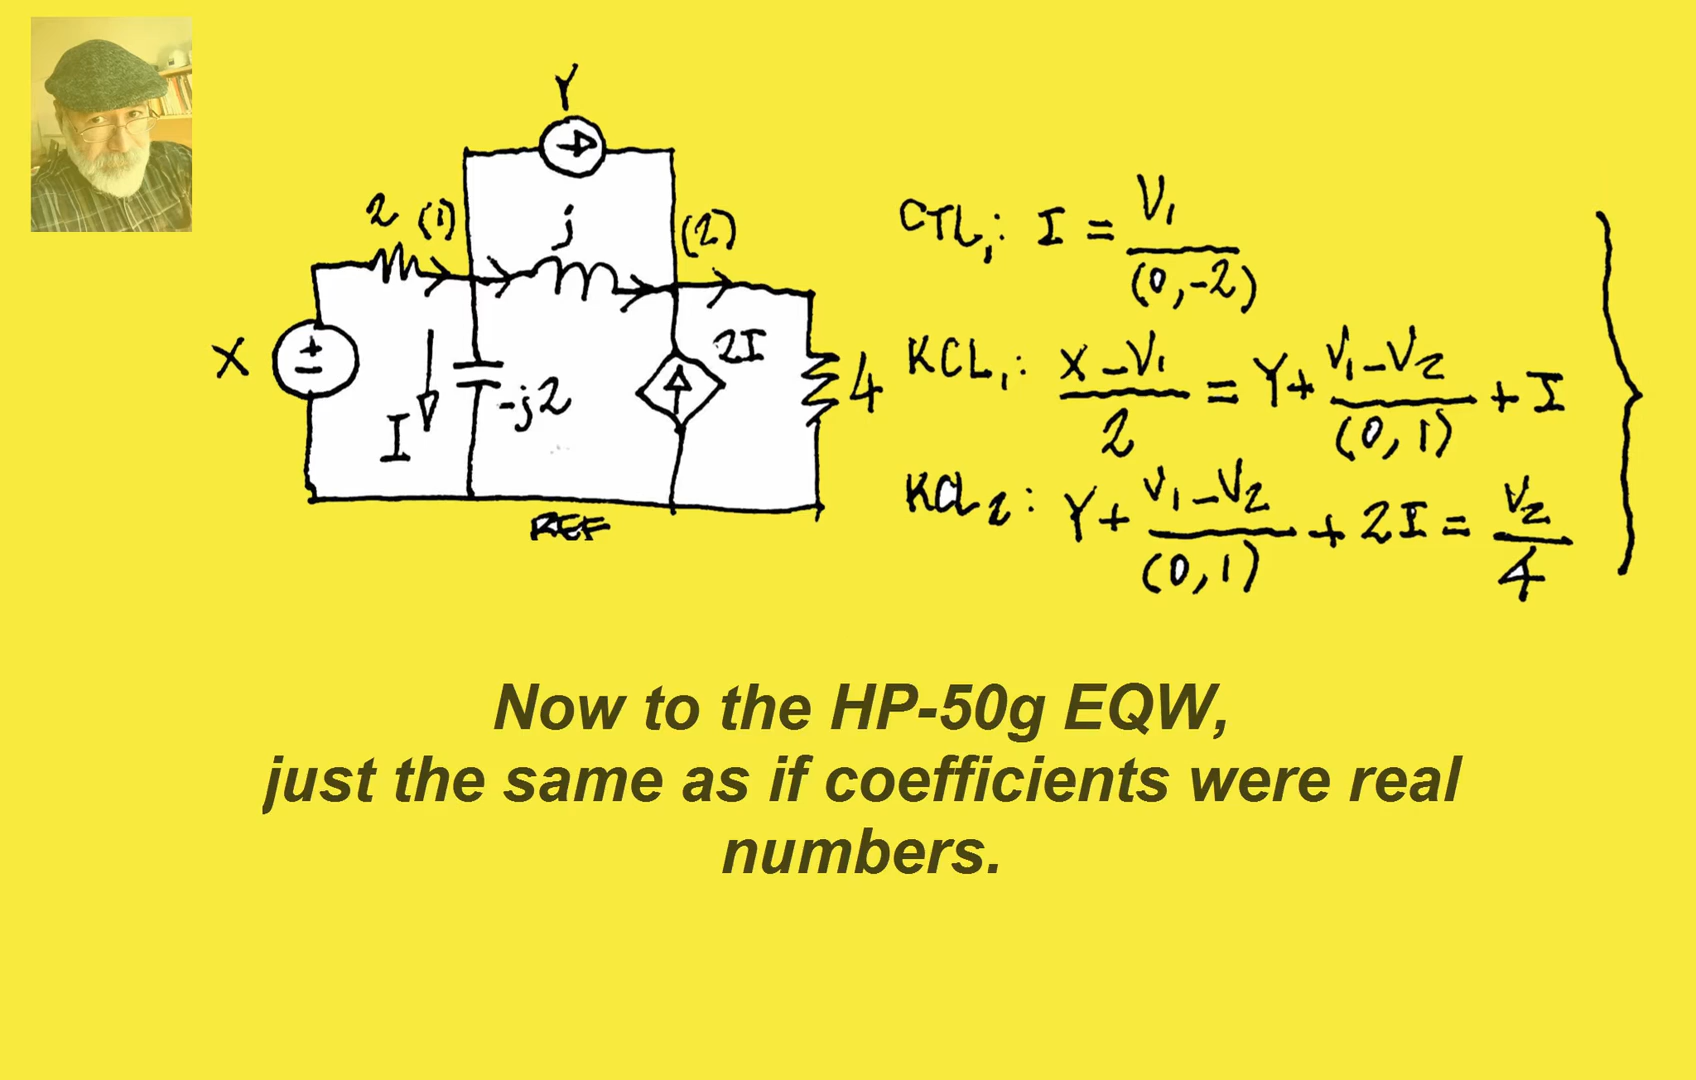 Y
2 (1) j (2)
X + - I -j2 2I 4
REF
CTL1: I = V1 / (0,-2)
KCL1: X-V1 / 2 = Y+ V1-V2 / (0,1) + I
KCL2: Y+ V1-V2 / (0,1) + 2I = V2 / 4
Now to the HP-50g EQW,
just the same as if coefficients were real
numbers.